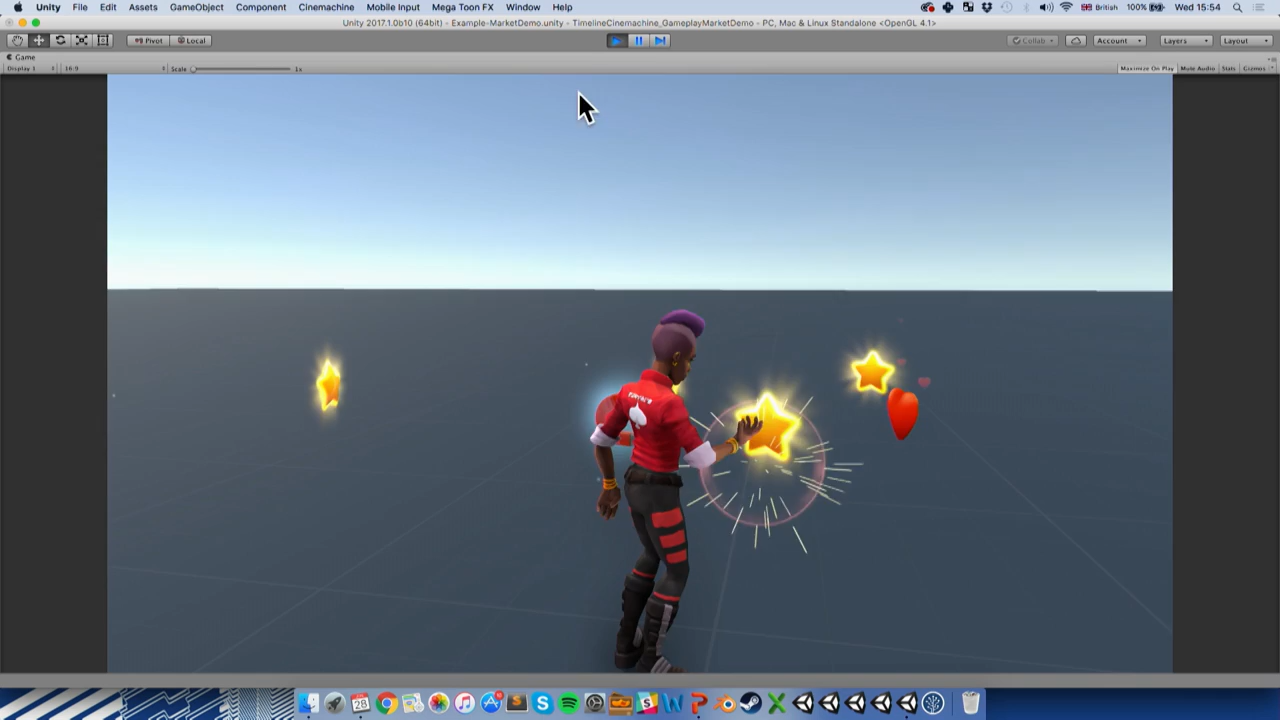 Unity File Edit Assets GameObject Component Cinemachine Mobile Input Mega Toon FX Window Help British 100% Wed 15:54
Unity 2017.1.0b10 (64bit) - Example-MarketDemo.unity - TimelineCinemachine_GameplayMarketDemo - PC, Mac & Linux Standalone <OpenGL 4.1>
Pivot Local Collab Account Layers Layout
Game
Display 1 16:9 Scale 1x Maximize On Play Mute Audio Stats Gizmos
28